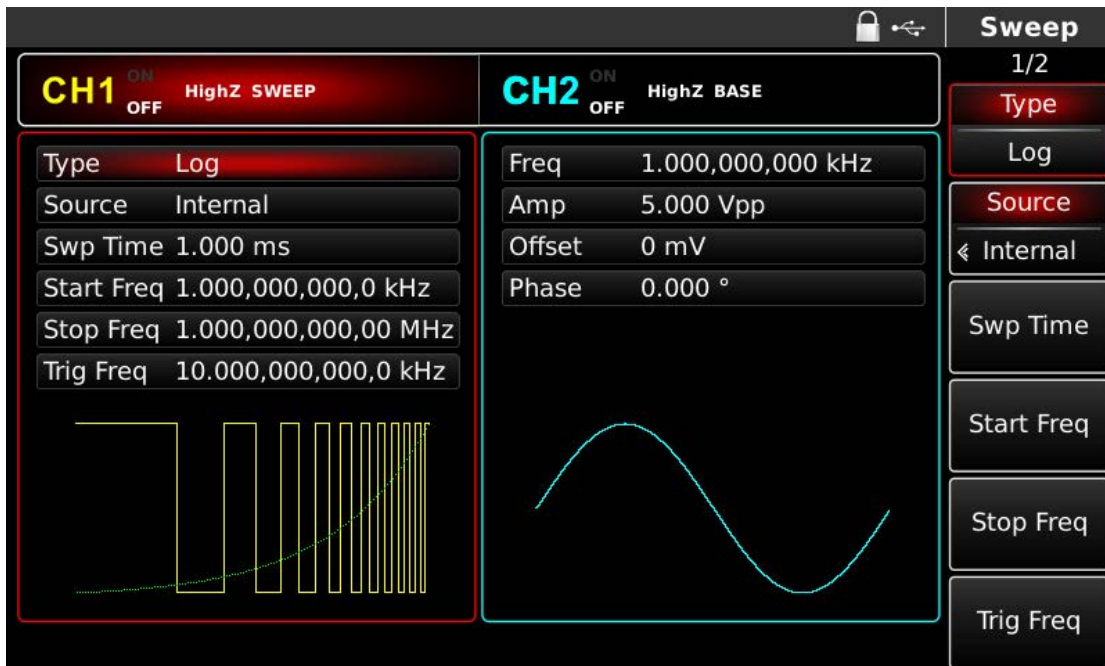 Sweep
1/2
CH1 ON OFF HighZ SWEEP
CH2 ON OFF HighZ BASE
Type Log
Source Internal
Swp Time 1.000 ms
Start Freq 1.000,000,000,0 kHz
Stop Freq 1.000,000,000,00 MHz
Trig Freq 10.000,000,000,0 kHz
Freq 1.000,000,000 kHz
Amp 5.000 Vpp
Offset 0 mV
Phase 0.000 °
Type
Log
Source
« Internal
Swp Time
Start Freq
Stop Freq
Trig Freq